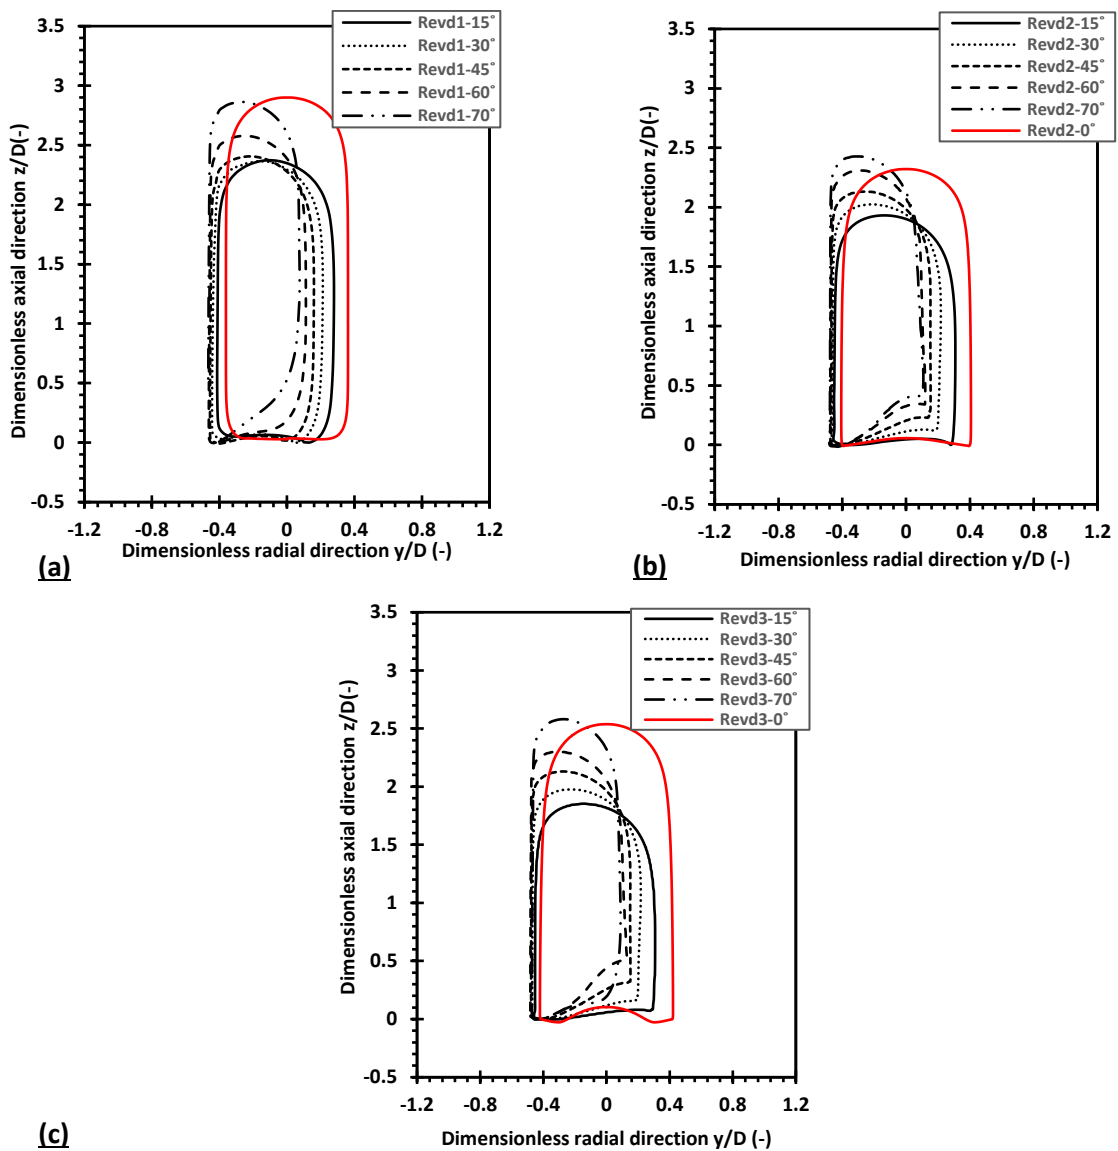 Revd1-15°
Revd1-30°
Revd1-45°
Revd1-60°
Revd1-70°
3.5
3
2.5
2
1.5
1
0.5
0
-0.5
-1.2
-0.8
-0.4
0
0.4
0.8
1.2
Dimensionless axial direction z/D(-)
Dimensionless radial direction y/D (-)
(a)
Revd2-15°
Revd2-30°
Revd2-45°
Revd2-60°
Revd2-70°
Revd2-0°
3.5
3
2.5
2
1.5
1
0.5
0
-0.5
-1.2
-0.8
-0.4
0
0.4
0.8
1.2
Dimensionless axial direction z/D(-)
Dimensionless radial direction y/D (-)
(b)
Revd3-15°
Revd3-30°
Revd3-45°
Revd3-60°
Revd3-70°
Revd3-0°
3.5
3
2.5
2
1.5
1
0.5
0
-0.5
-1.2
-0.8
-0.4
0
0.4
0.8
1.2
Dimensionless axial direction z/D(-)
Dimensionless radial direction y/D (-)
(c)